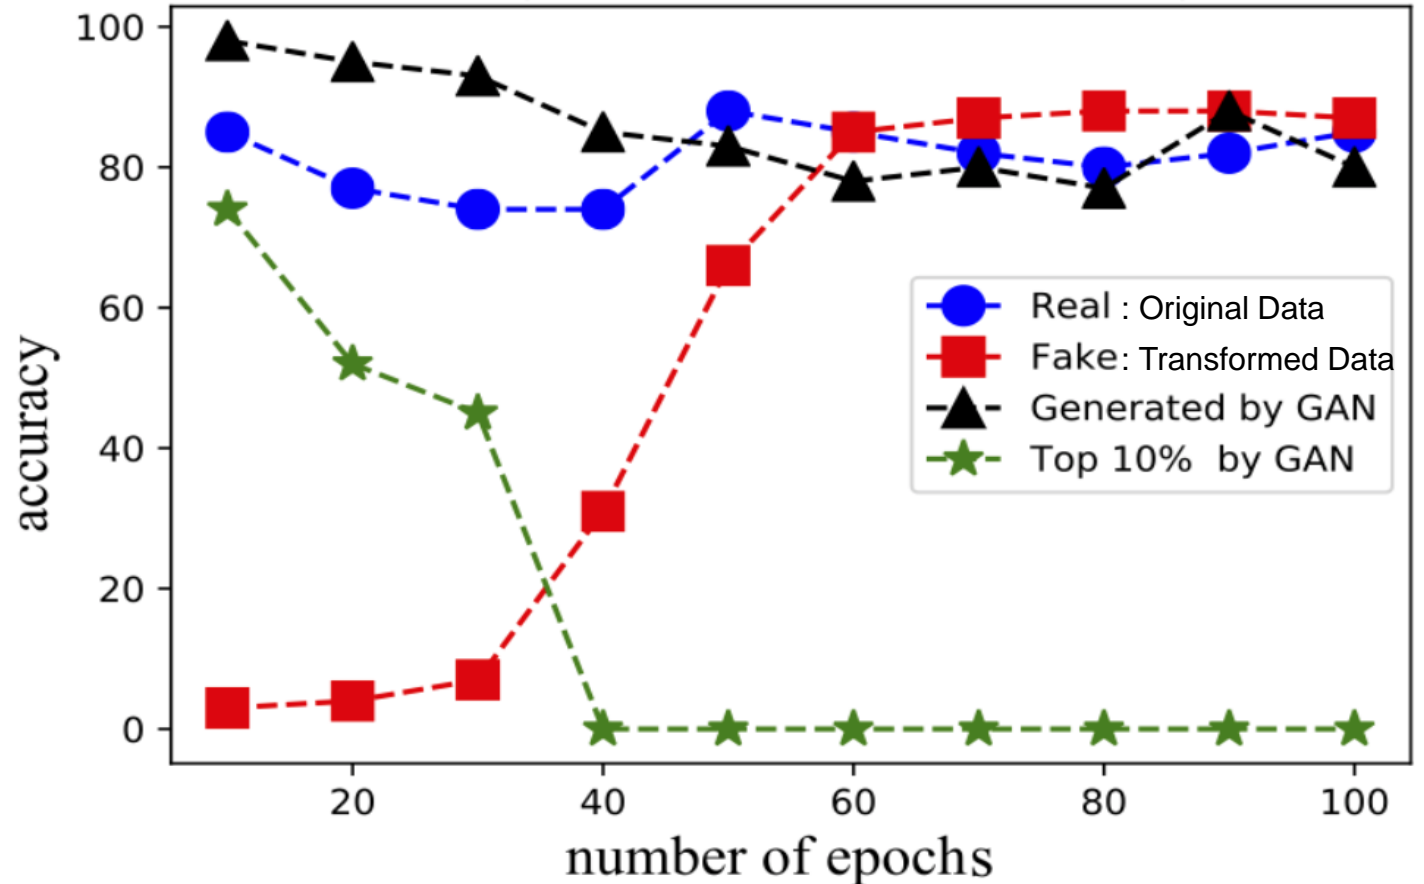 100
80
60
40
20
0
accuracy
Real : Original Data
Fake: Transformed Data
Generated by GAN
Top 10% by GAN
20 40 60 80 100
number of epochs